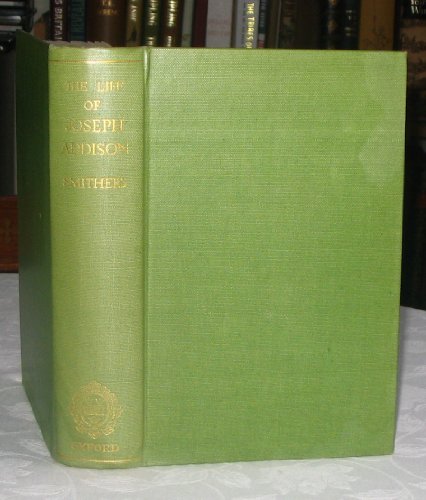 THE LIFE
OF
JOSEPH
ADDISON
SMITHERS
OXFORD